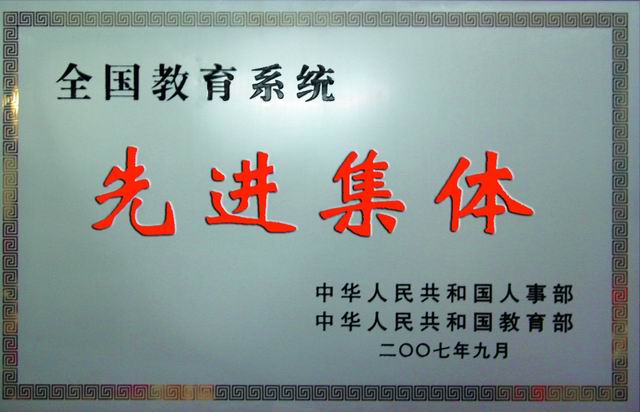 全国教育系统
先进集体
中华人民共和国人事部
中华人民共和国教育部
二〇〇七年九月